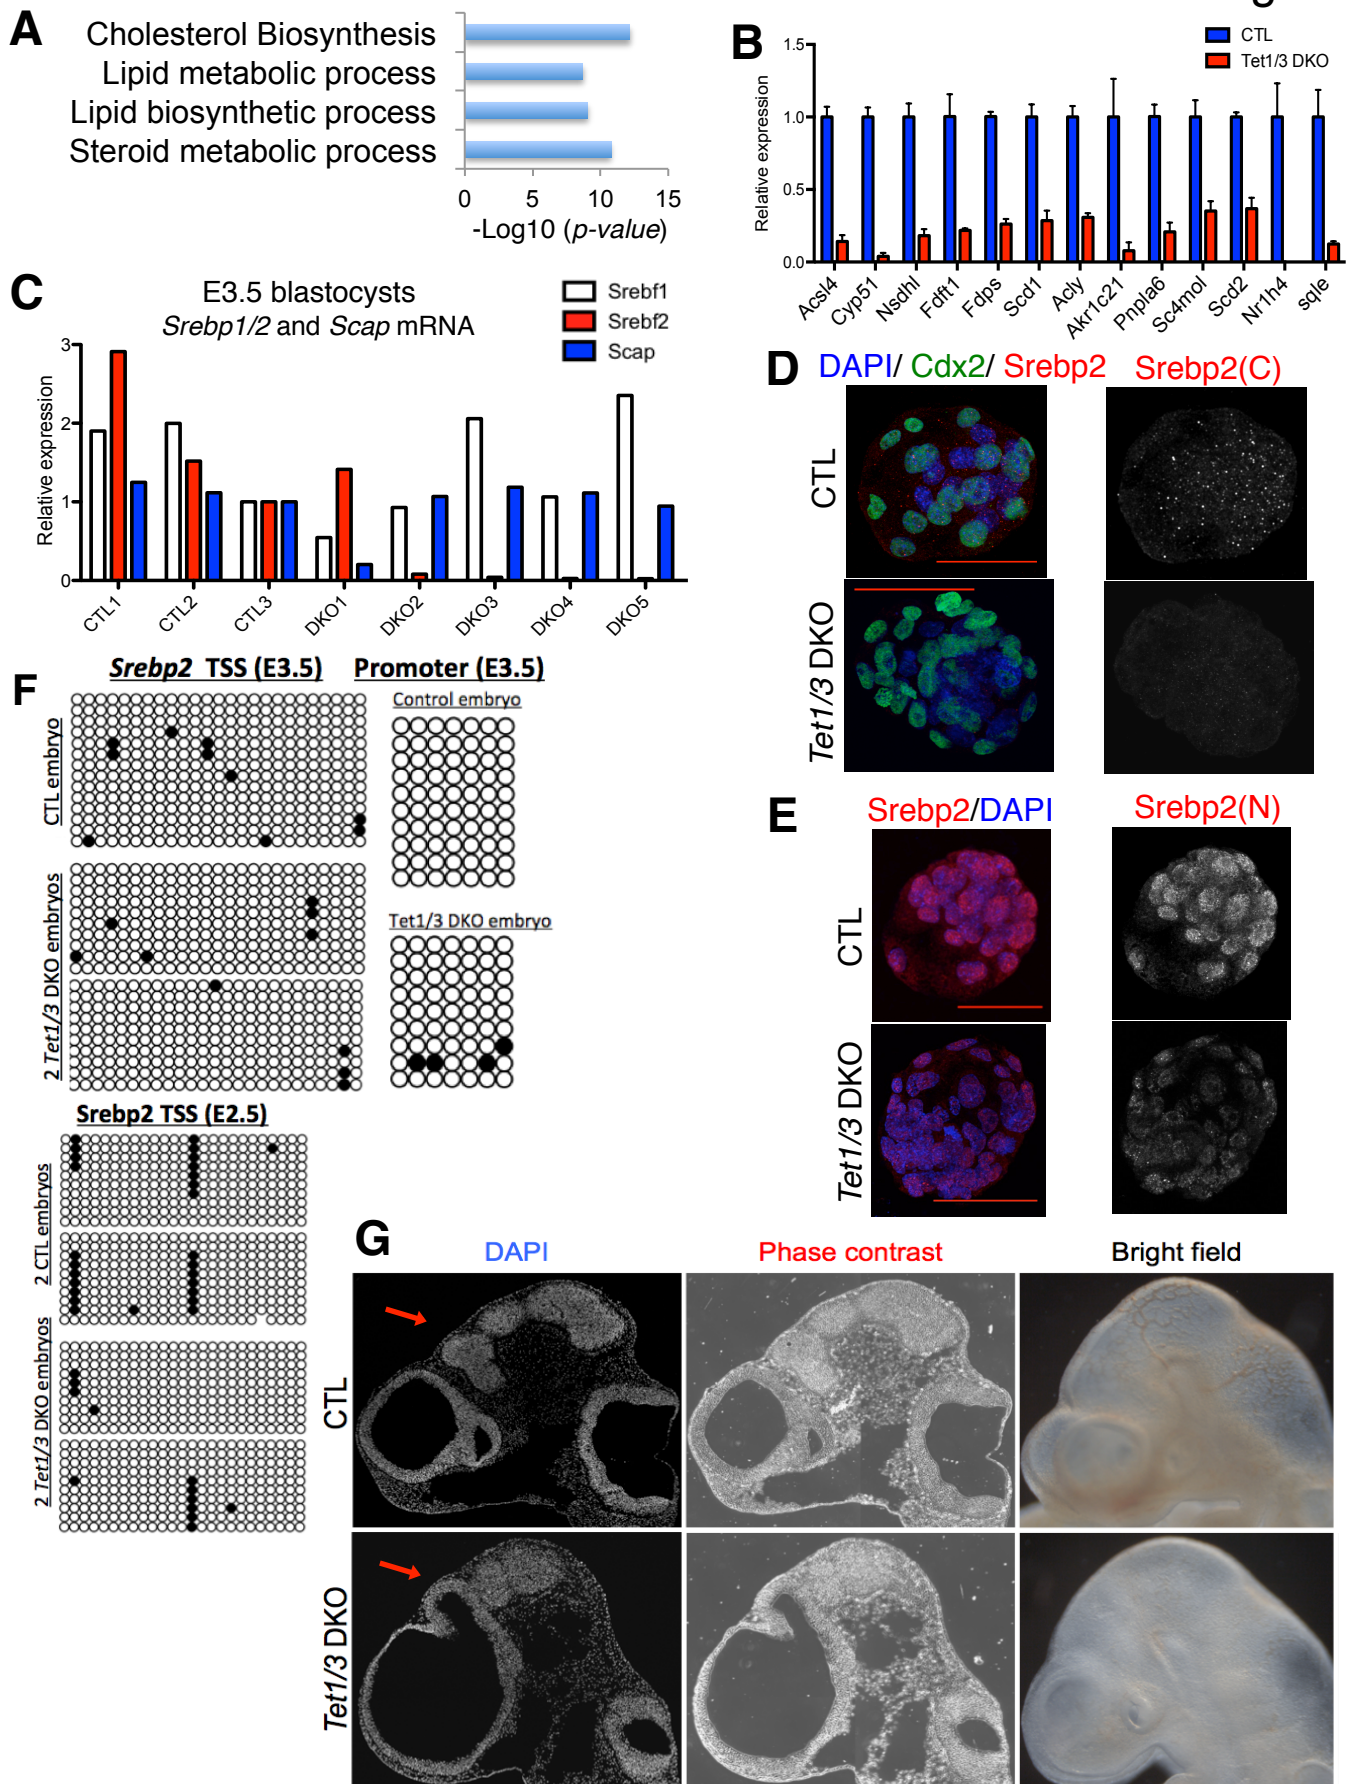 A
Cholesterol Biosynthesis
Lipid metabolic process
Lipid biosynthetic process
Steroid metabolic process
0 5 10 15
-Log10 (p-value)
B
CTL
Tet1/3 DKO
Relative expression
1.5
1.0
0.5
0.0
Acsl4 Cyp51 Nsdhl Fdft1 Fdps Scd1 Acly Akr1c21 Pnpla6 Sc4mol Scd2 Nr1h4 sqle
C
E3.5 blastocysts
Srebp1/2 and Scap mRNA
Srebf1
Srebf2
Scap
Relative expression
3
2
1
0
CTL1 CTL2 CTL3 DKO1 DKO2 DKO3 DKO4 DKO5
D
DAPI/ Cdx2/ Srebp2 Srebp2(C)
CTL
Tet1/3 DKO
E
Srebp2/DAPI Srebp2(N)
CTL
Tet1/3 DKO
F
Srebp2 TSS (E3.5) Promoter (E3.5)
Control embryo
CTL embryo
Tet1/3 DKO embryo
2 Tet1/3 DKO embryos
Srebp2 TSS (E2.5)
2 CTL embryos
2 Tet1/3 DKO embryos
G
DAPI Phase contrast Bright field
CTL
Tet1/3 DKO